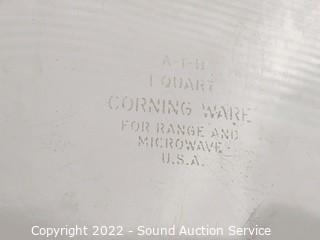 A-1-B
1 QUART
CORNING WARE
FOR RANGE AND
MICROWAVE
U.S.A.
Copyright 2022 - Sound Auction Service